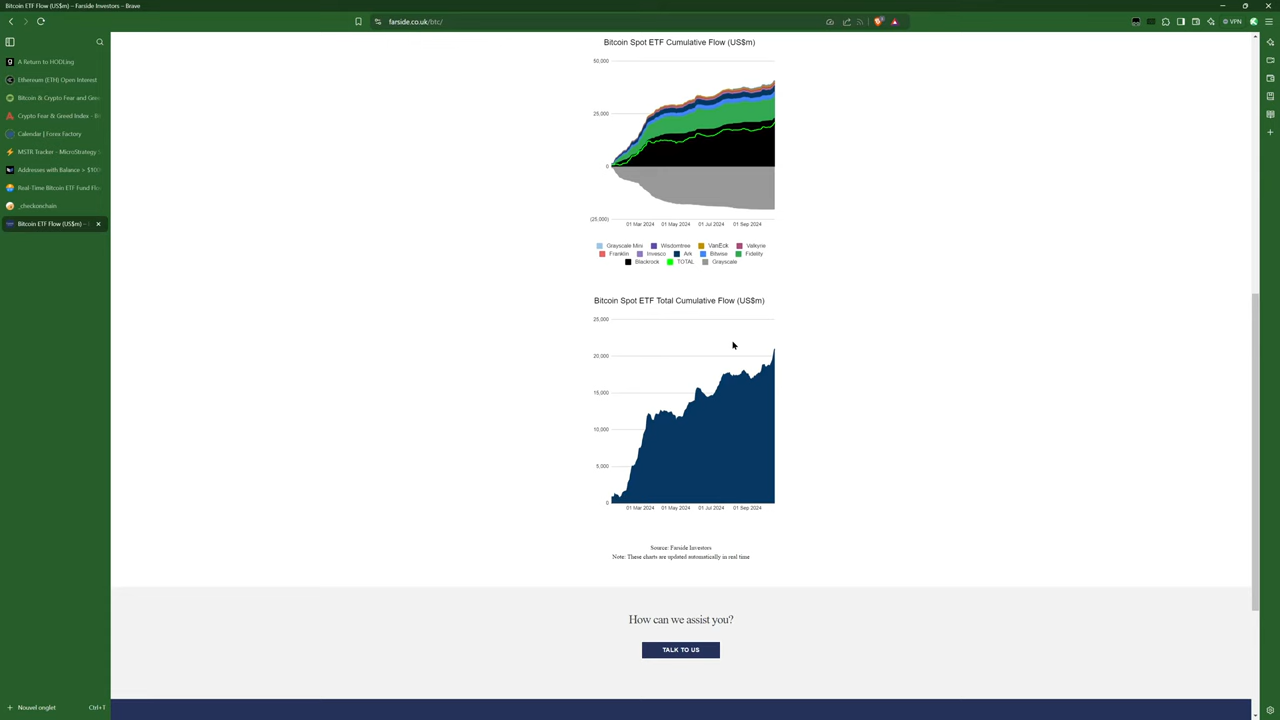 Bitcoin ETF Flow (US$m) – Farside Investors - Brave
farside.co.uk/btc/
VPN
A Return to HODLing
Ethereum (ETH) Open Interest
Bitcoin & Crypto Fear and Gree
Crypto Fear & Greed Index - Bi
Calendar | Forex Factory
MSTR Tracker - MicroStrategy
Addresses with Balance > $10
Real-Time Bitcoin ETF Fund Flo
_checkonchain
Bitcoin ETF Flow (US$m) –
Nouvel onglet
Ctrl+T
Bitcoin Spot ETF Cumulative Flow (US$m)
50,000
25,000
0
(25,000)
01 Mar 2024 01 May 2024 01 Jul 2024 01 Sep 2024
Grayscale Mini Wisdomtree VanEck Valkyrie
Franklin Invesco Ark Bitwise Fidelity
Blackrock TOTAL Grayscale
Bitcoin Spot ETF Total Cumulative Flow (US$m)
25,000
20,000
15,000
10,000
5,000
0
01 Mar 2024 01 May 2024 01 Jul 2024 01 Sep 2024
Source: Farside Investors
Note: These charts are updated automatically in real time
How can we assist you?
TALK TO US